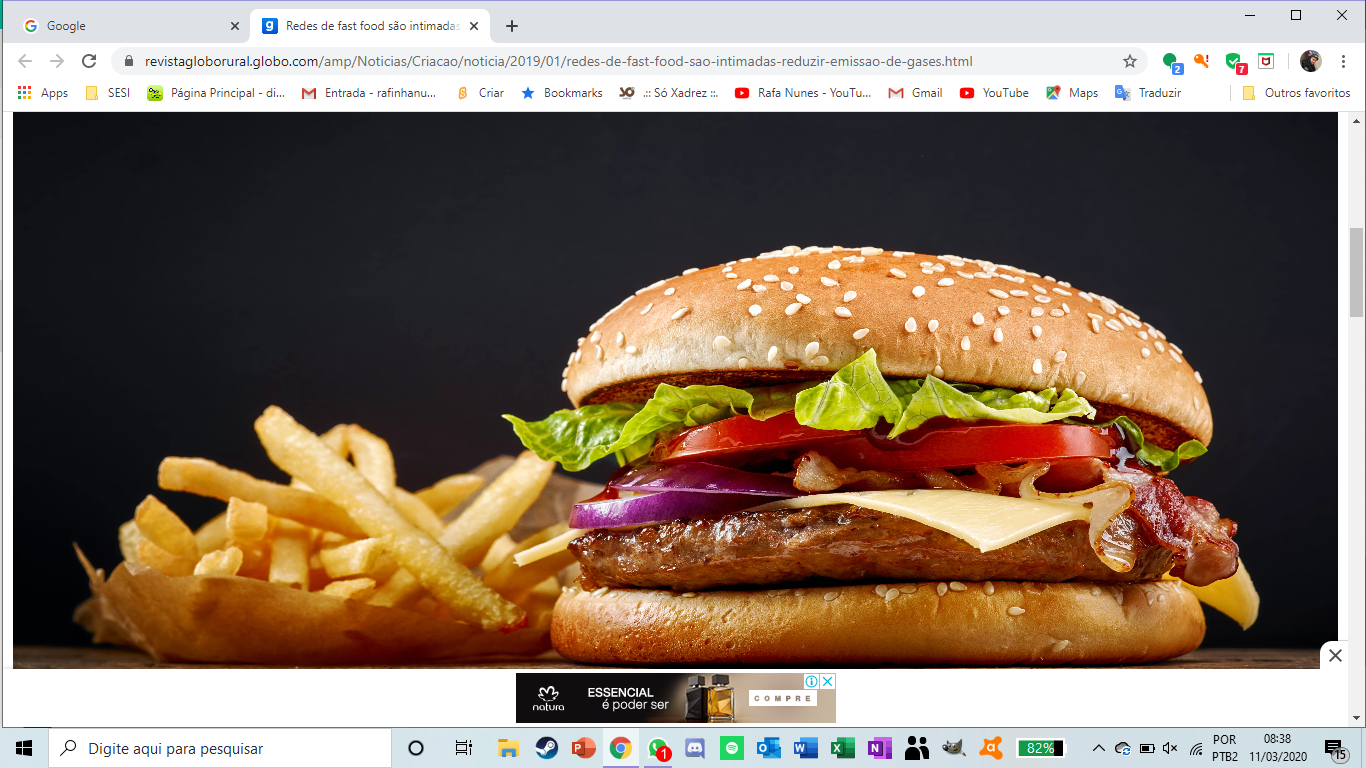 Google
Redes de fast food são intimadas
revistagloborural.globo.com/amp/Noticias/Criacao/noticia/2019/01/redes-de-fast-food-sao-intimadas-reduzir-emissao-de-gases.html
2
7
Apps
SESI
Página Principal - di...
Entrada - rafinhanu...
Criar
Bookmarks
.:: Só Xadrez ::.
Rafa Nunes - YouTu...
Gmail
YouTube
Maps
Traduzir
Outros favoritos
natura
ESSENCIAL
é poder ser
COMPRE
Digite aqui para pesquisar
1
82%
POR
PTB2
08:38
11/03/2020
15